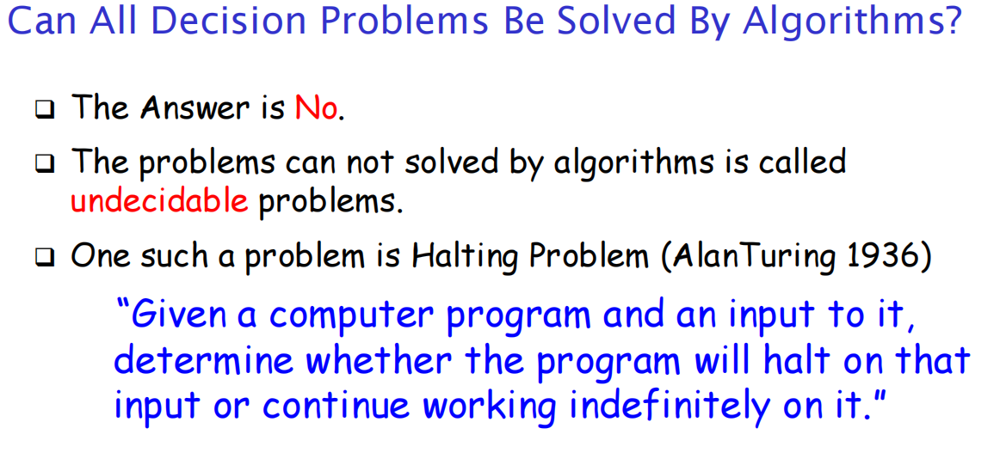 Can All Decision Problems Be Solved By Algorithms?
❑ The Answer is No.
❑ The problems can not solved by algorithms is called
undecidable problems.
❑ One such a problem is Halting Problem (AlanTuring 1936)
“Given a computer program and an input to it,
determine whether the program will halt on that
input or continue working indefinitely on it.”